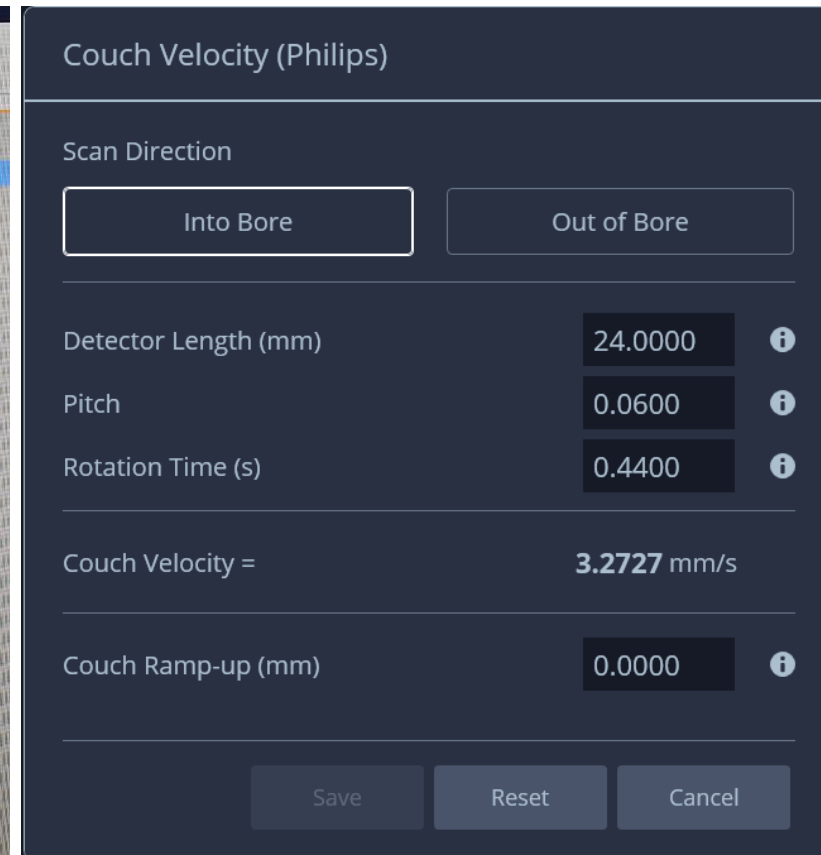 Couch Velocity (Philips)
Scan Direction
Into Bore
Out of Bore
Detector Length (mm) 24.0000
Pitch 0.0600
Rotation Time (s) 0.4400
Couch Velocity = 3.2727 mm/s
Couch Ramp-up (mm) 0.0000
Save Reset Cancel